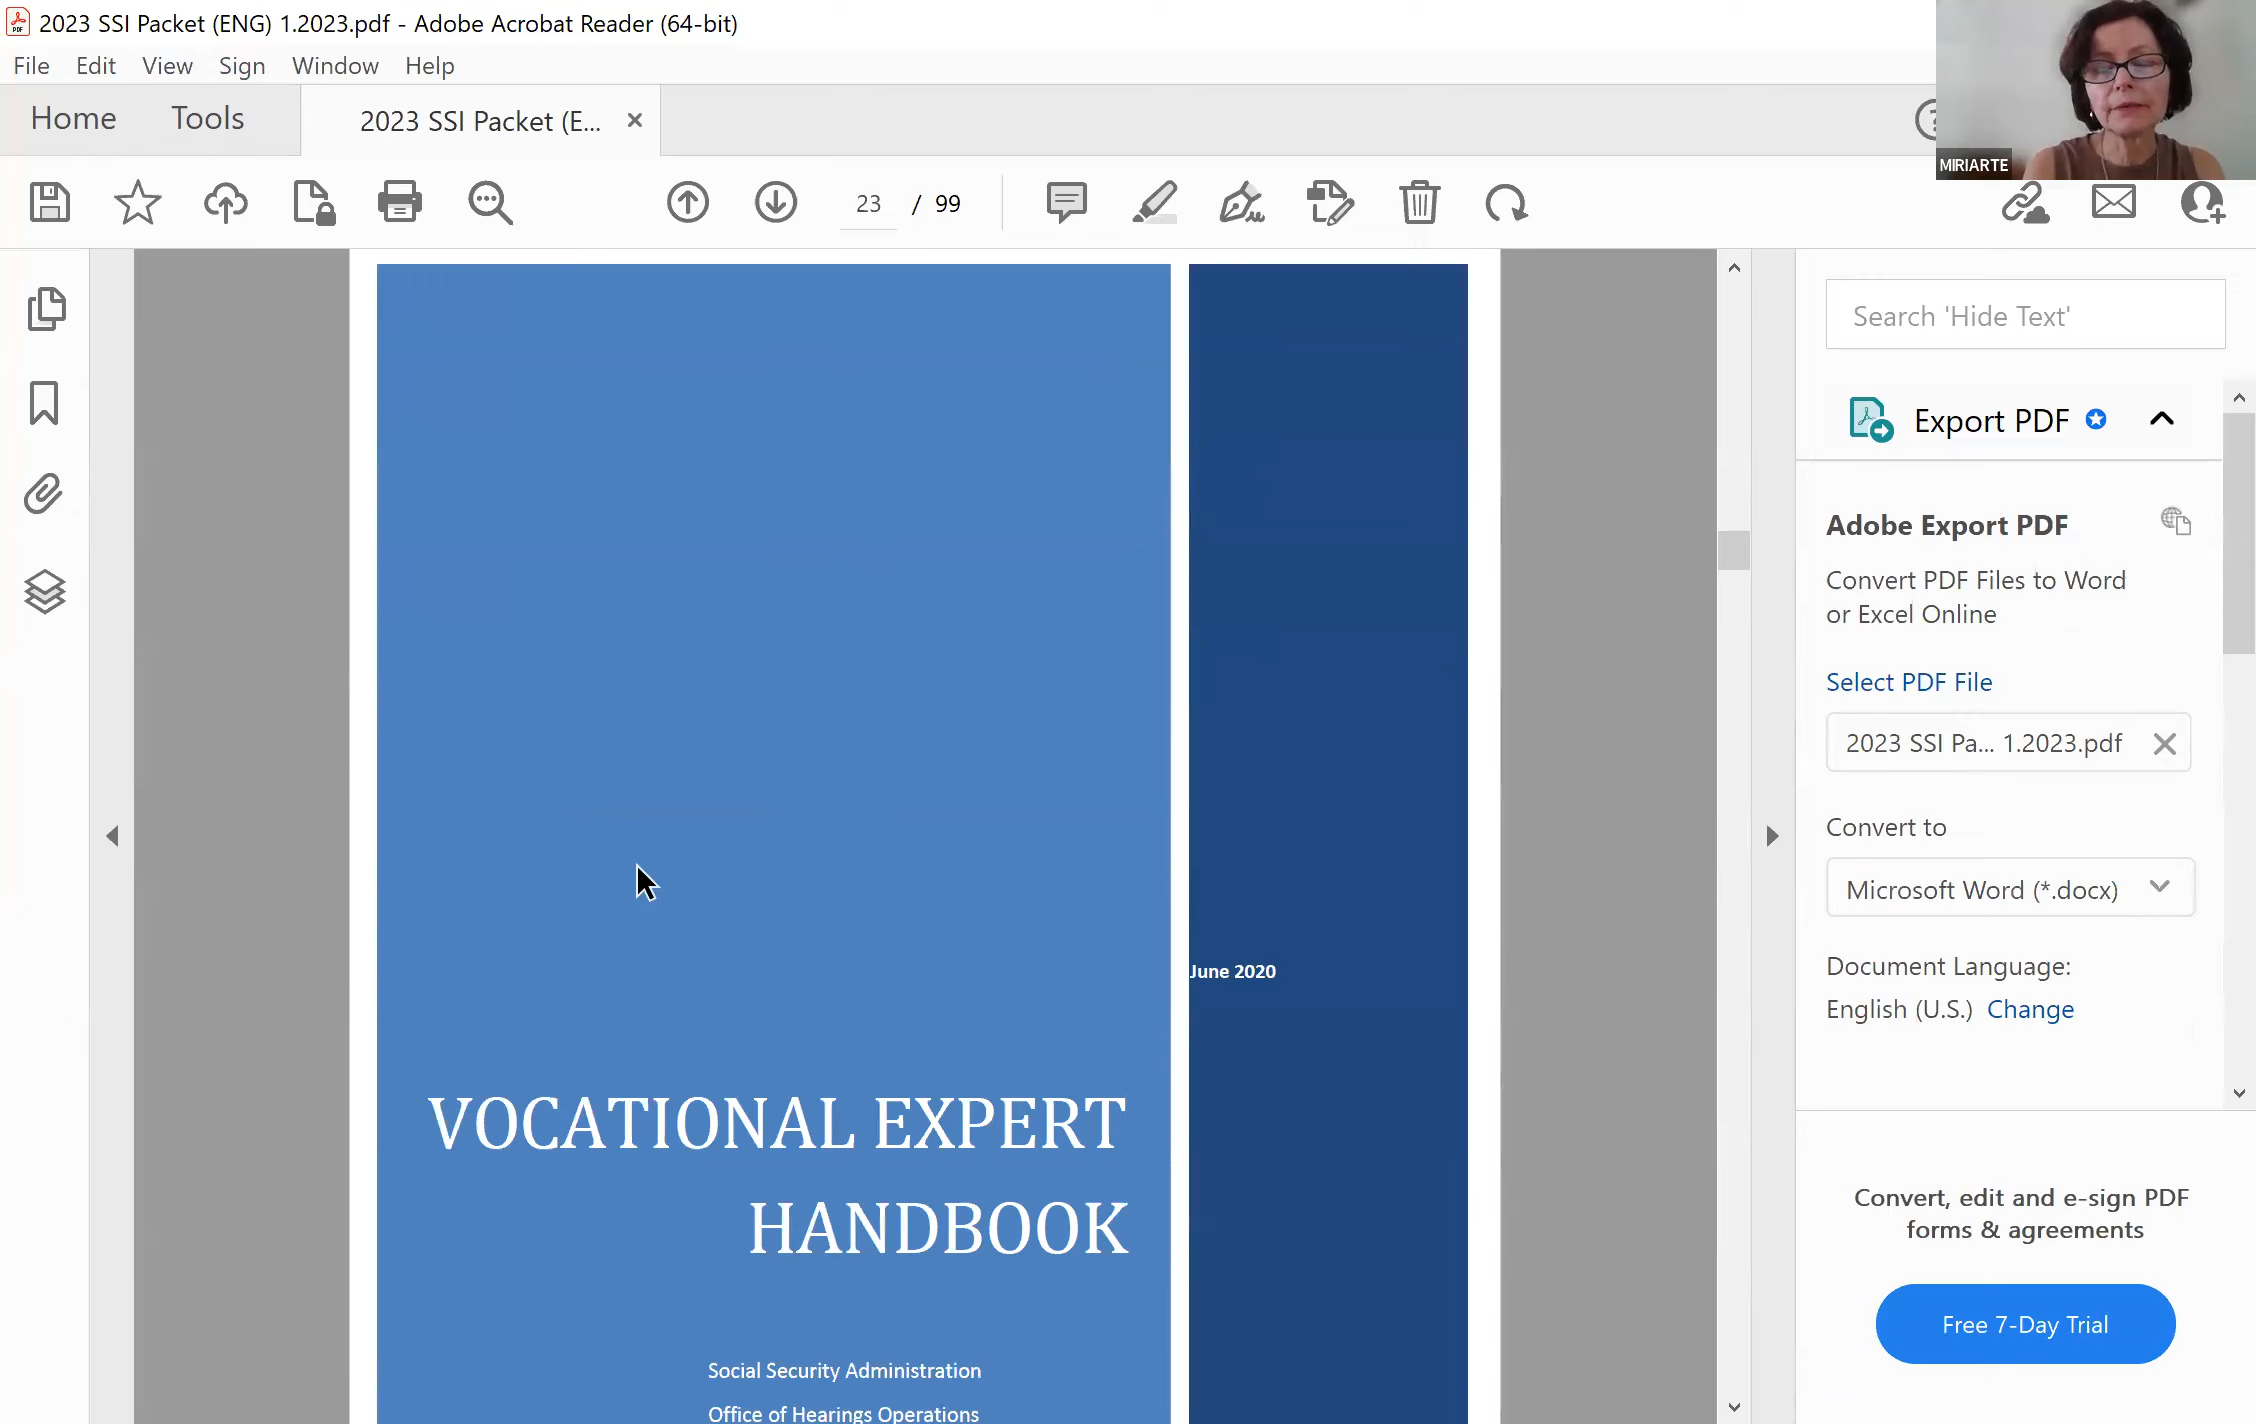 2023 SSI Packet (ENG) 1.2023.pdf - Adobe Acrobat Reader (64-bit)
File Edit View Sign Window Help
Home Tools 2023 SSI Packet (E...
MIRIARTE
23 / 99
Search 'Hide Text'
Export PDF
Adobe Export PDF
Convert PDF Files to Word
or Excel Online
Select PDF File
2023 SSI Pa... 1.2023.pdf
Convert to
Microsoft Word (*.docx)
Document Language:
English (U.S.) Change
Convert, edit and e-sign PDF
forms & agreements
Free 7-Day Trial
June 2020
VOCATIONAL EXPERT
HANDBOOK
Social Security Administration
Office of Hearings Operations